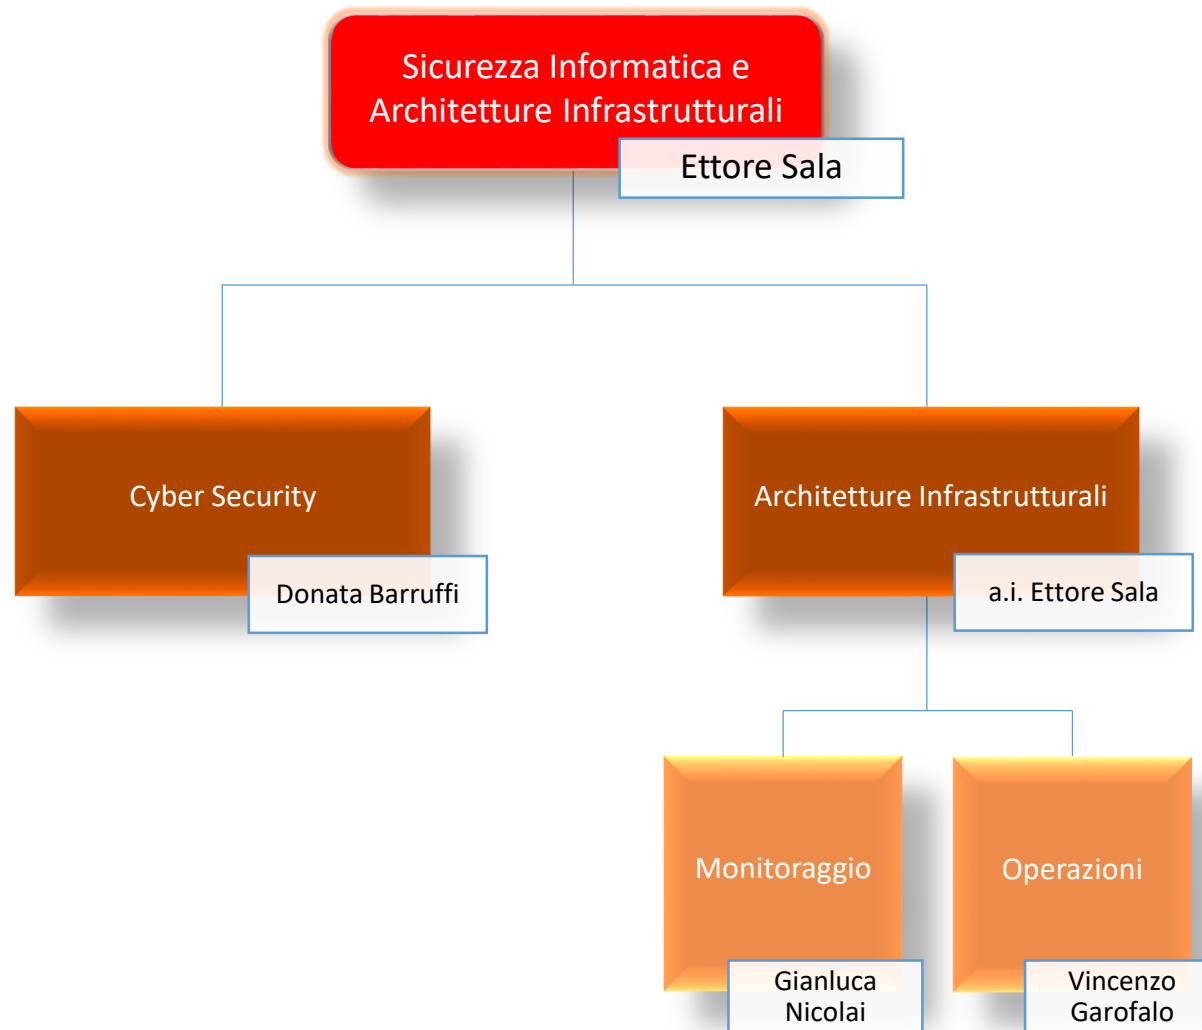 Sicurezza Informatica e
Architetture Infrastrutturali
Ettore Sala
Cyber Security
Donata Barruffi
Architetture Infrastrutturali
a.i. Ettore Sala
Monitoraggio
Gianluca
Nicolai
Operazioni
Vincenzo
Garofalo